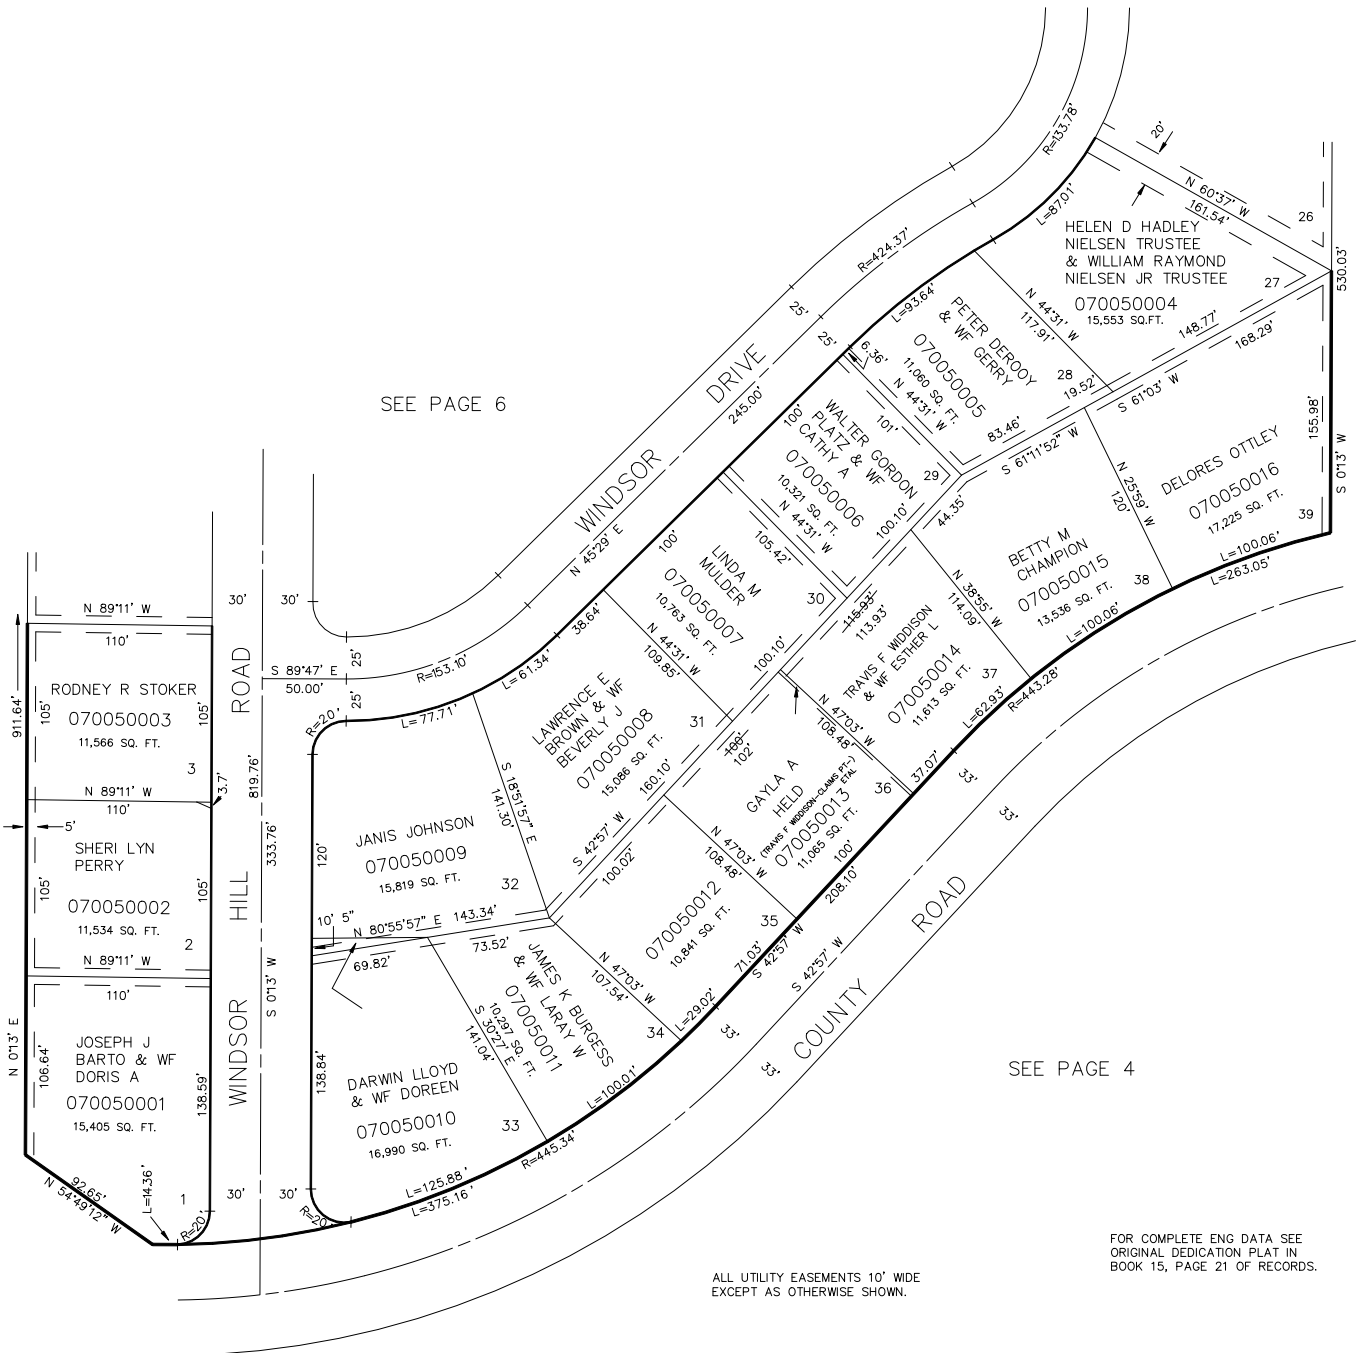 SEE PAGE 6
WINDSOR DRIVE
N 45°29' E
245.00'
25'
25'
R=424.37'
R=133.78'
20'
N 60°37' W
161.54'
26
530.03'
L=87.01'
HELEN D HADLEY
NIELSEN TRUSTEE
& WILLIAM RAYMOND
NIELSEN JR TRUSTEE
070050004
15,553 SQ.FT.
27
148.77'
168.29'
S 61°03' W
19.52'
N 44°31' W
117.91'
L=93.64'
PETER DEROOY
& WF GERRY
070050005
11,060 SQ. FT.
28
83.46'
S 61°11'52" W
6.36'
N 44°31' W
101'
100'
WALTER GORDON
PLATZ & WF
CATHY A
070050006
10,321 SQ. FT.
29
100.10'
44.35'
N 44°31' W
105.42'
100'
LINDA M
MULDER
070050007
10,763 SQ. FT.
30
100.10'
N 44°31' W
109.85'
38.64'
L=61.34'
LAWRENCE E
BROWN & WF
BEVERLY J
070050008
15,086 SQ. FT.
31
160.10'
S 42°57' W
S 18°51'57" E
141.30'
L=77.71'
R=153.10'
S 89°47' E
50.00'
25'
25'
R=20'
JANIS JOHNSON
070050009
15,819 SQ. FT.
32
120'
10'
5"
N 80°55'57" E
143.34'
69.82'
73.52'
DARWIN LLOYD
& WF DOREEN
070050010
16,990 SQ. FT.
33
138.84'
R=20'
L=125.88'
L=375.16'
R=445.34'
JAMES K BURGESS
& WF LARAY W
070050011
10,297 SQ. FT.
S 30°27' E
141.04'
34
L=100.01'
N 47°03' W
107.54'
L=29.02'
100.02'
070050012
10,841 SQ. FT.
35
71.03'
S 42°57' W
N 47°03' W
108.48'
100'
102'
GAYLA A
HELD
(TRAVIS F WIDDISON-CLAIMS PT-)
ETAL
070050013
11,065 SQ. FT.
36
100'
208.10'
N 47°03' W
108.48'
37.07'
115.93'
113.93'
TRAVIS F WIDDISON
& WF ESTHER L
070050014
11,613 SQ. FT.
37
L=62.93'
R=443.28'
N 38°55' W
114.09'
BETTY M
CHAMPION
070050015
13,536 SQ. FT.
38
L=100.06'
N 25°59' W
120'
DELORES OTTLEY
070050016
17,225 SQ. FT.
39
155.98'
S 0°13' W
L=100.06'
L=263.05'
33'
33'
33'
33'
S 42°57' W
COUNTY ROAD
SEE PAGE 4
WINDSOR HILL ROAD
30'
30'
819.76'
333.76'
S 0°13' W
30'
30'
N 89°11' W
110'
911.64'
RODNEY R STOKER
070050003
11,566 SQ. FT.
105'
105'
3
3.7'
N 89°11' W
110'
5'
SHERI LYN
PERRY
070050002
11,534 SQ. FT.
105'
105'
2
N 89°11' W
110'
N 0°13' E
JOSEPH J
BARTO & WF
DORIS A
070050001
15,405 SQ. FT.
106.64'
138.59'
1
L=14.36'
92.65'
N 54°49'12" W
R=20'
ALL UTILITY EASEMENTS 10' WIDE
EXCEPT AS OTHERWISE SHOWN.
FOR COMPLETE ENG DATA SEE
ORIGINAL DEDICATION PLAT IN
BOOK 15, PAGE 21 OF RECORDS.